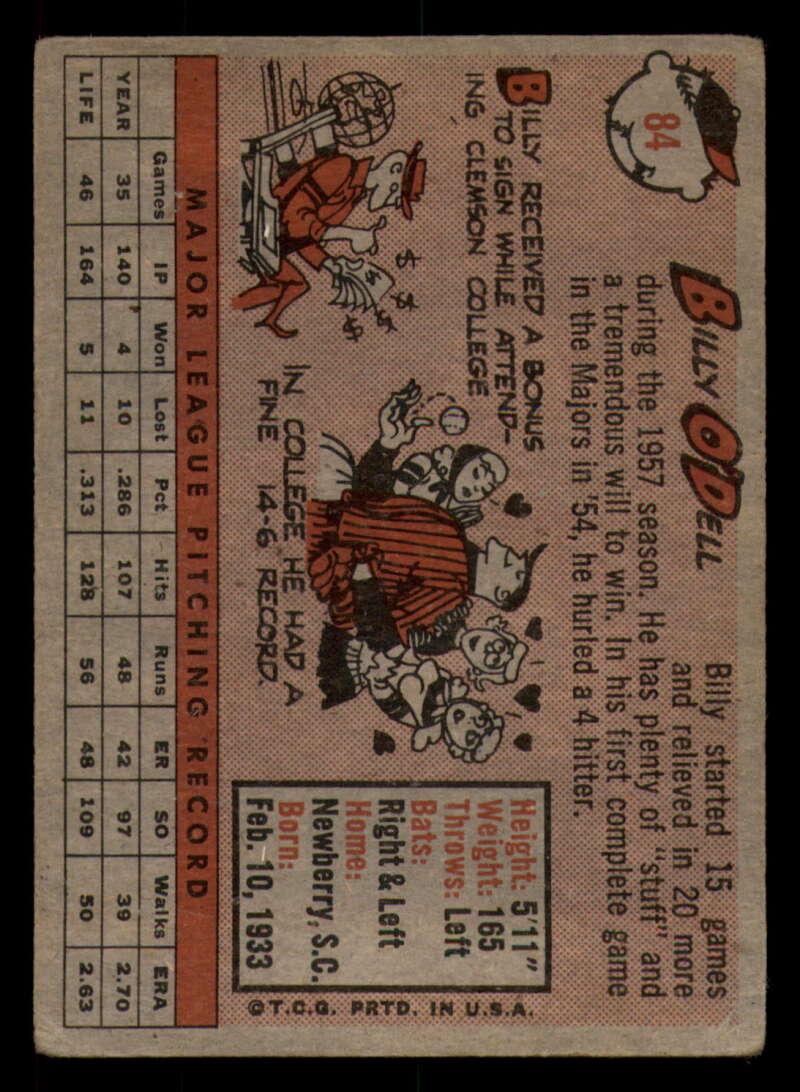 84
BILLY O'DELL
Billy started 15 games
and relieved in 20 more
during the 1957 season. He has plenty of "stuff" and
a tremendous will to win. In his first complete game
in the Majors in '54, he hurled a 4 hitter.
BILLY RECEIVED A BONUS
TO SIGN WHILE ATTEND-
ING CLEMSON COLLEGE
$ $ $ $
IN COLLEGE HE HAD A
FINE 14-6 RECORD.
Height: 5'11"
Weight: 165
Throws: Left
Bats:
Right & Left
Home:
Newberry, S.C.
Born:
Feb. 10, 1933
©T.C.G. PRTD. IN U.S.A.
MAJOR LEAGUE PITCHING RECORD
Games IP Won Lost Pct Hits Runs ER SO Walks ERA
YEAR 35 140 4 10 .286 107 48 42 97 39 2.70
LIFE 46 164 5 11 .313 128 56 48 109 50 2.63